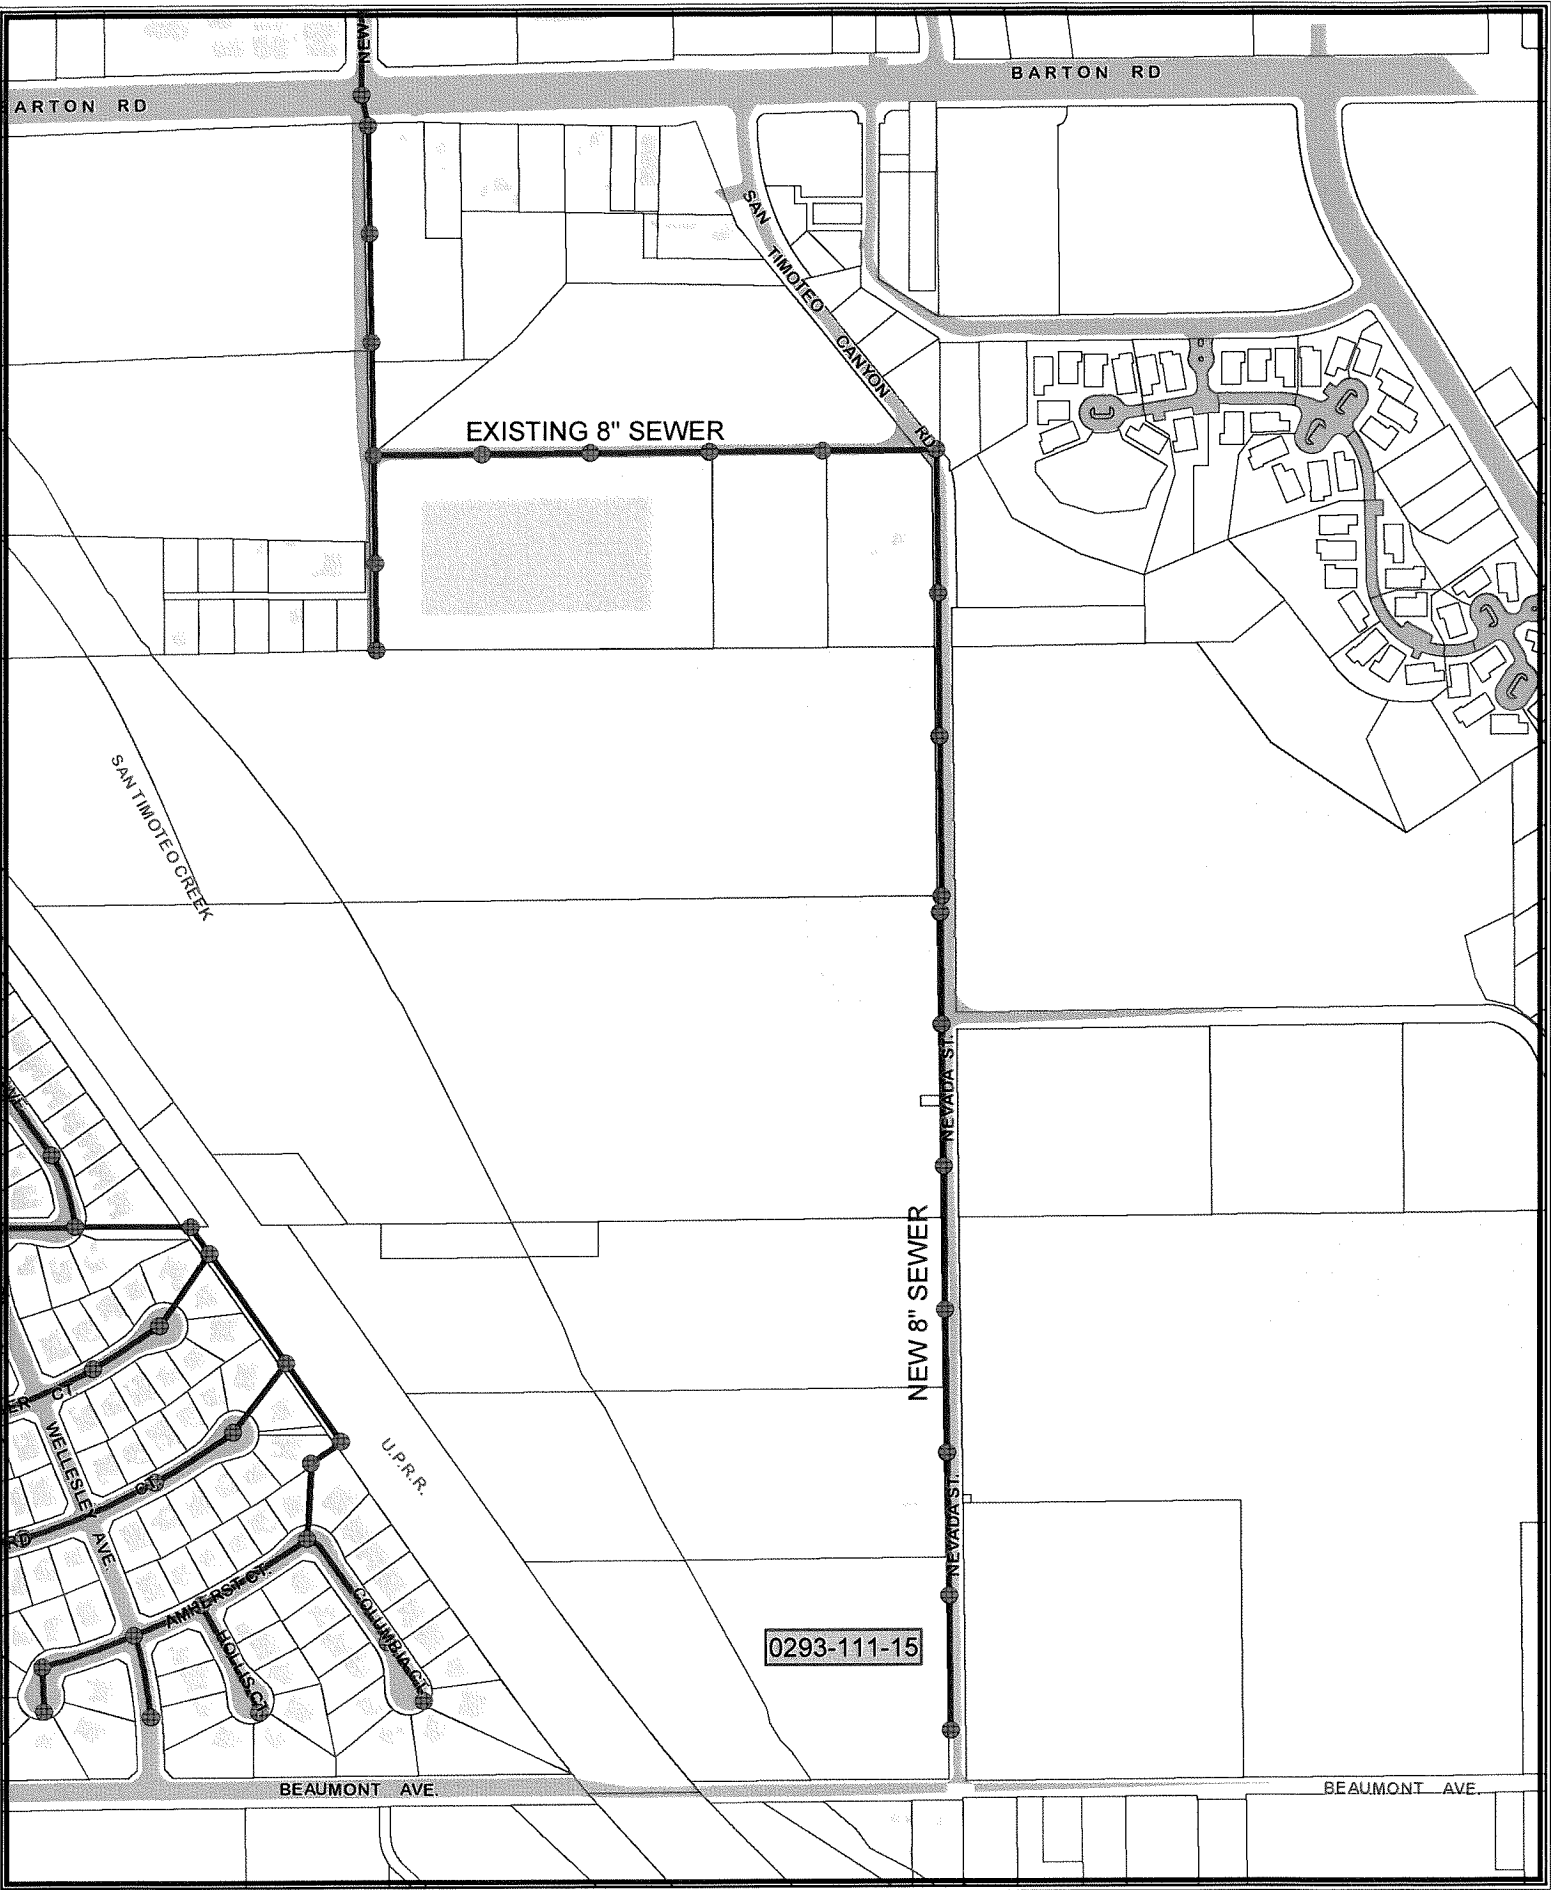 NEW
BARTON RD
ARTON RD
SAN TIMOTEO CANYON RD
EXISTING 8" SEWER
SAN TIMOTEO CREEK
NEVADA ST.
NEW 8" SEWER
CT
WELLESLEY AVE.
U.P.R.R.
CT.
RD
NEVADA ST.
AMHERST CT.
COLUMBIA CT.
HOLLIS CT.
0293-111-15
BEAUMONT AVE.
BEAUMONT AVE.